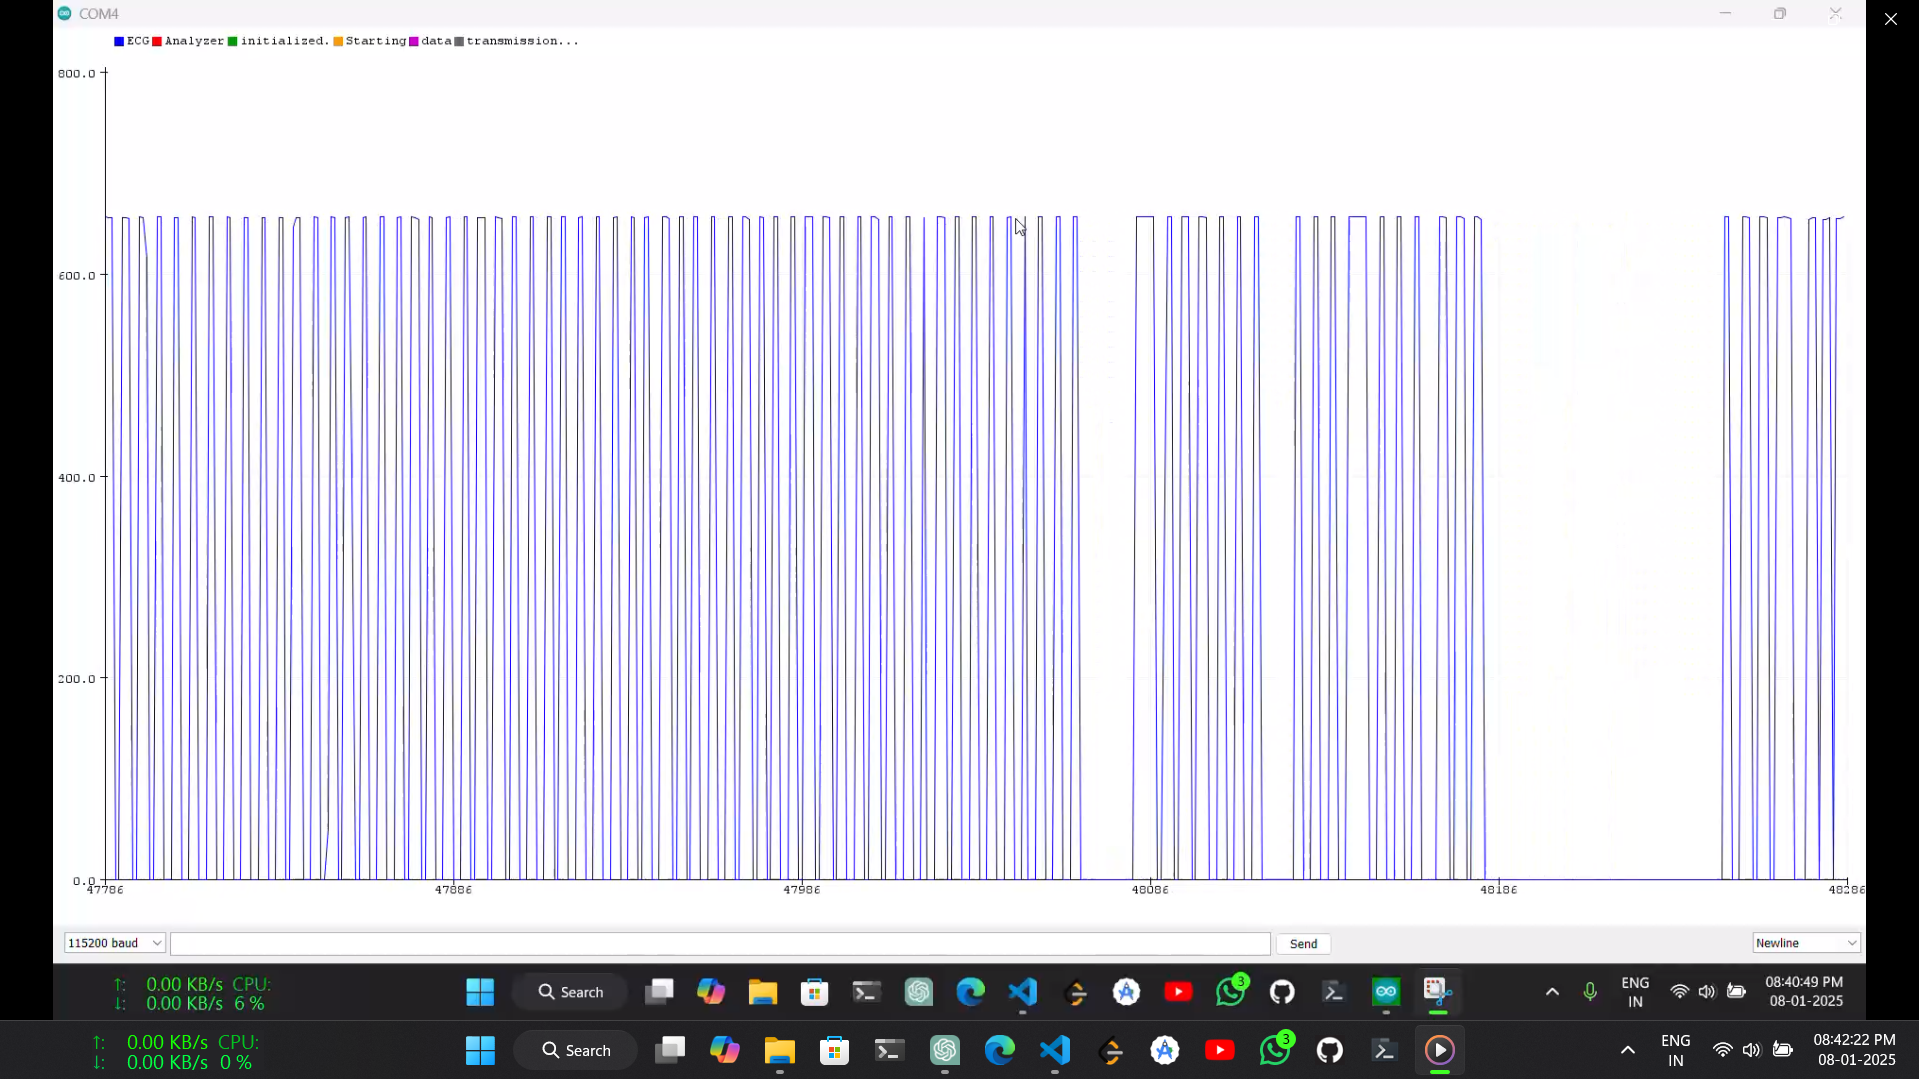 COM4
ECG Analyzer initialized. Starting data transmission...
800.0
600.0
400.0
200.0
0.0
47786 47886 47986 48086 48186 48286
115200 baud Send Newline
↑: 0.00 KB/s CPU:
↓: 0.00 KB/s 6 %
Search
3
ENG
IN
08:40:49 PM
08-01-2025
↑: 0.00 KB/s CPU:
↓: 0.00 KB/s 0 %
Search
3
ENG
IN
08:42:22 PM
08-01-2025